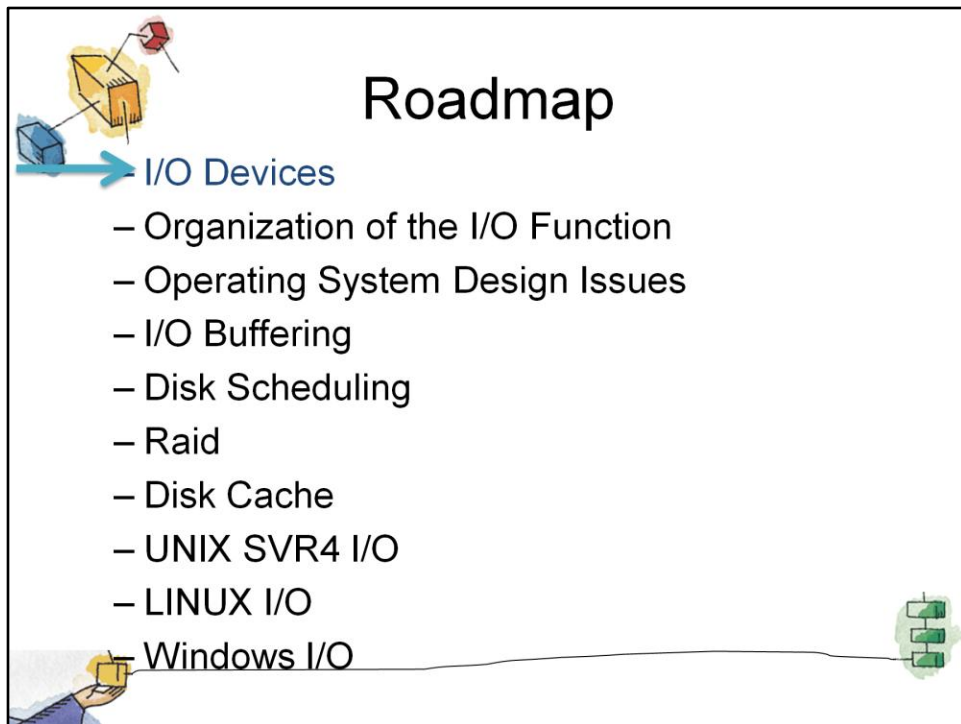 Roadmap
– I/O Devices
– Organization of the I/O Function
– Operating System Design Issues
– I/O Buffering
– Disk Scheduling
– Raid
– Disk Cache
– UNIX SVR4 I/O
– LINUX I/O
– Windows I/O